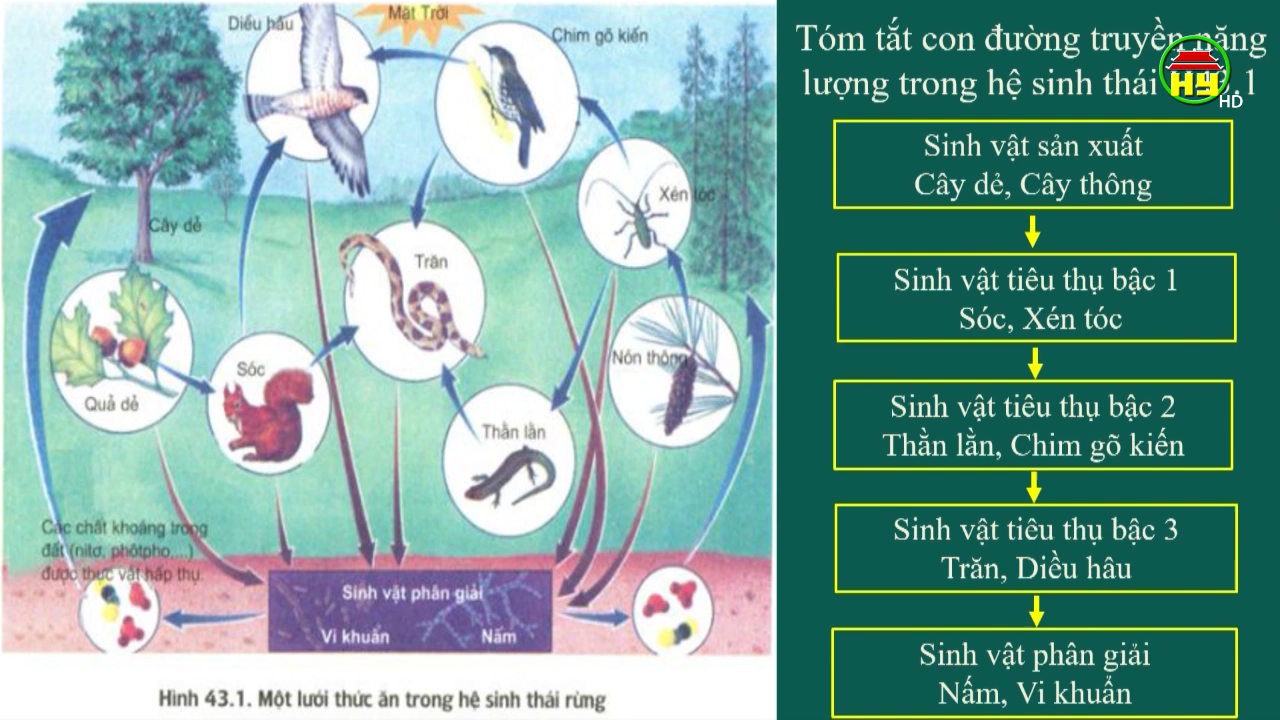 Diều hâu
Mặt Trời
Chim gõ kiến
Xén tóc
Cây dẻ
Trăn
Nón thông
Sóc
Quả dẻ
Thằn lằn
Các chất khoáng trong
đất (nitơ, phôtpho....)
được thực vật hấp thụ.
Sinh vật phân giải
Vi khuẩn
Nấm
Hình 43.1. Một lưới thức ăn trong hệ sinh thái rừng
Tóm tắt con đường truyền năng
lượng trong hệ sinh thái .1
HY
HD
Sinh vật sản xuất
Cây dẻ, Cây thông
Sinh vật tiêu thụ bậc 1
Sóc, Xén tóc
Sinh vật tiêu thụ bậc 2
Thằn lằn, Chim gõ kiến
Sinh vật tiêu thụ bậc 3
Trăn, Diều hâu
Sinh vật phân giải
Nấm, Vi khuẩn